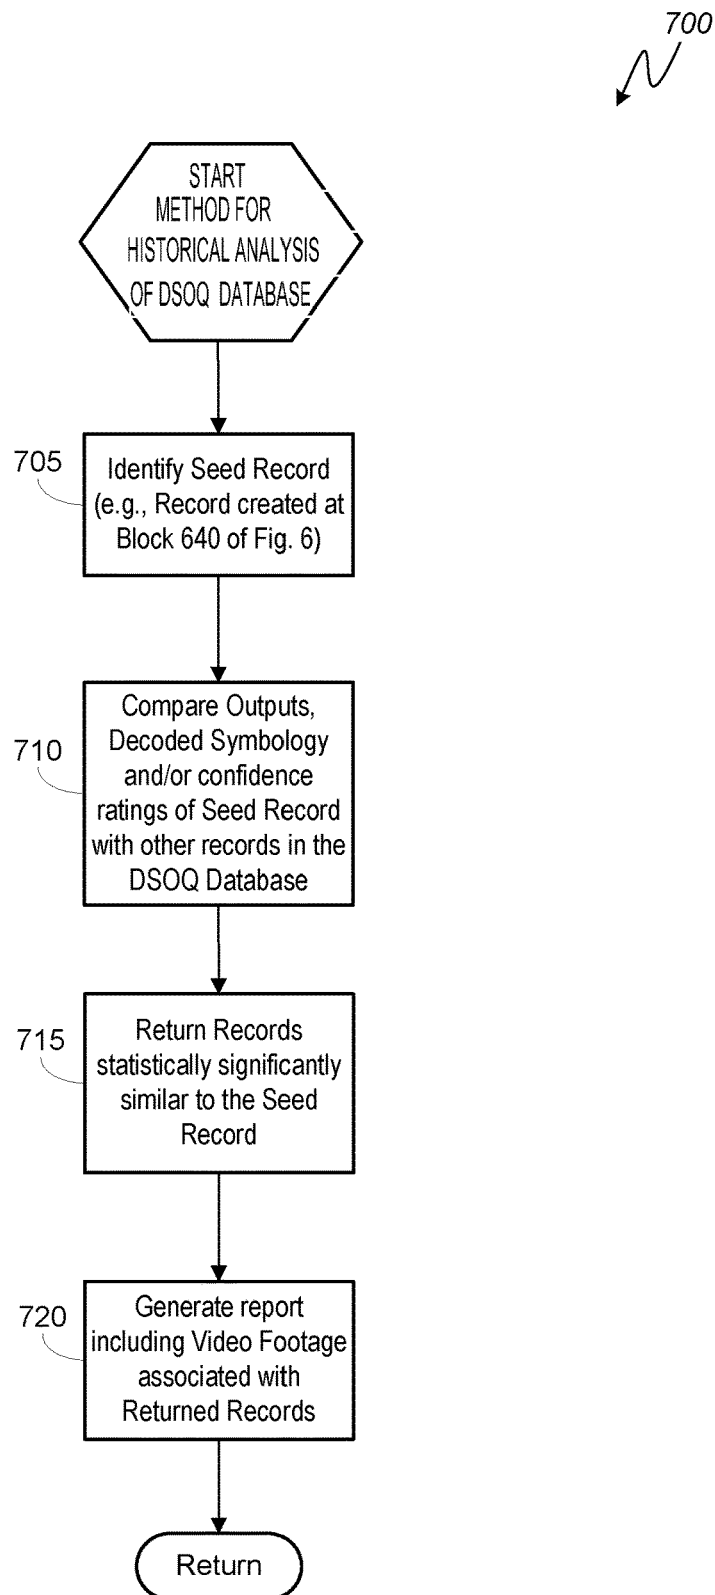 700
START
METHOD FOR
HISTORICAL ANALYSIS
OF DSOQ DATABASE
705
Identify Seed Record
(e.g., Record created at
Block 640 of Fig. 6)
710
Compare Outputs,
Decoded Symbology
and/or confidence
ratings of Seed Record
with other records in the
DSOQ Database
715
Return Records
statistically significantly
similar to the Seed
Record
720
Generate report
including Video Footage
associated with
Returned Records
Return